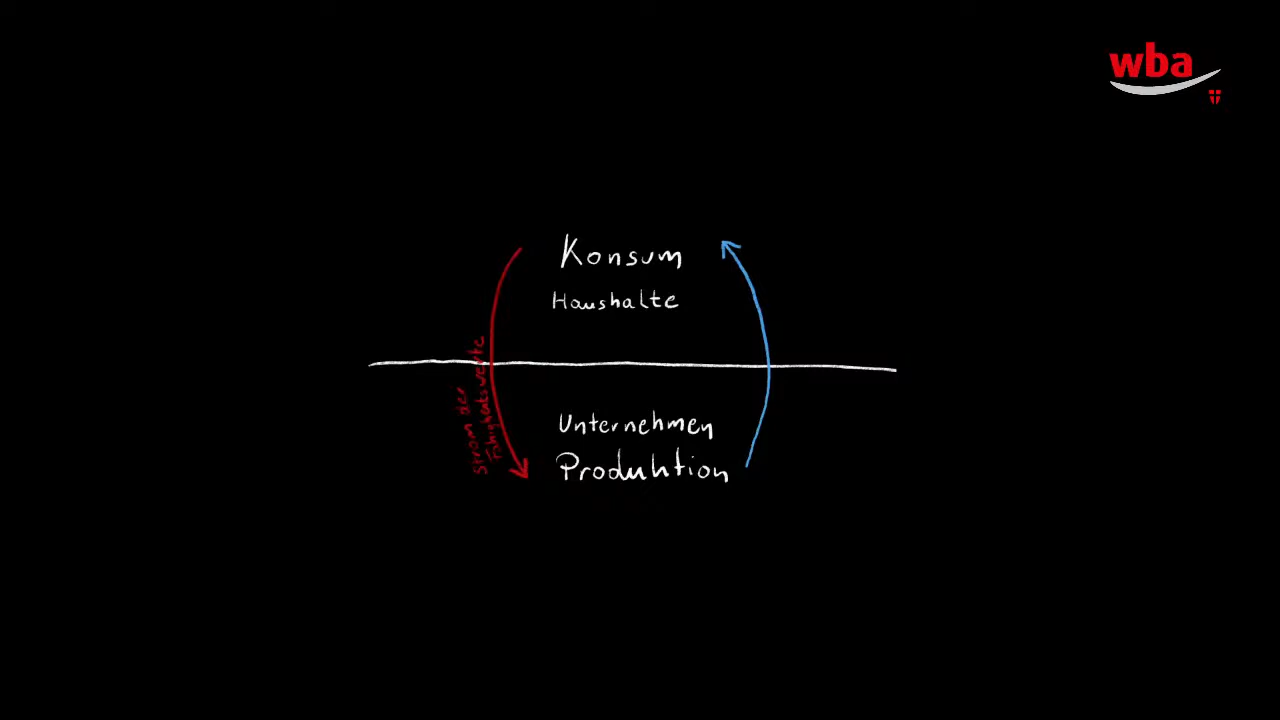 wba
Konsum
Haushalte
Strom der
Fähigkeitswerte
Unternehmen
Produktion